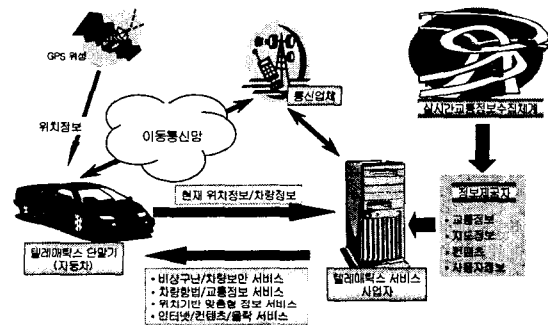 GPS 위성
통신업체
실시간교통정보수집체계
위치정보
이동통신망
현재 위치정보/차량정보
정보제공자
• 교통정보
• 지도정보
• 컨텐츠
• 사용자정보
텔레매틱스 단말기
(자동차)
텔레매틱스 서비스
사업자
• 비상구난/차량보안 서비스
• 차량항법/교통정보 서비스
• 위치기반 맞춤형 정보 서비스
• 인터넷/컨텐츠/오락 서비스